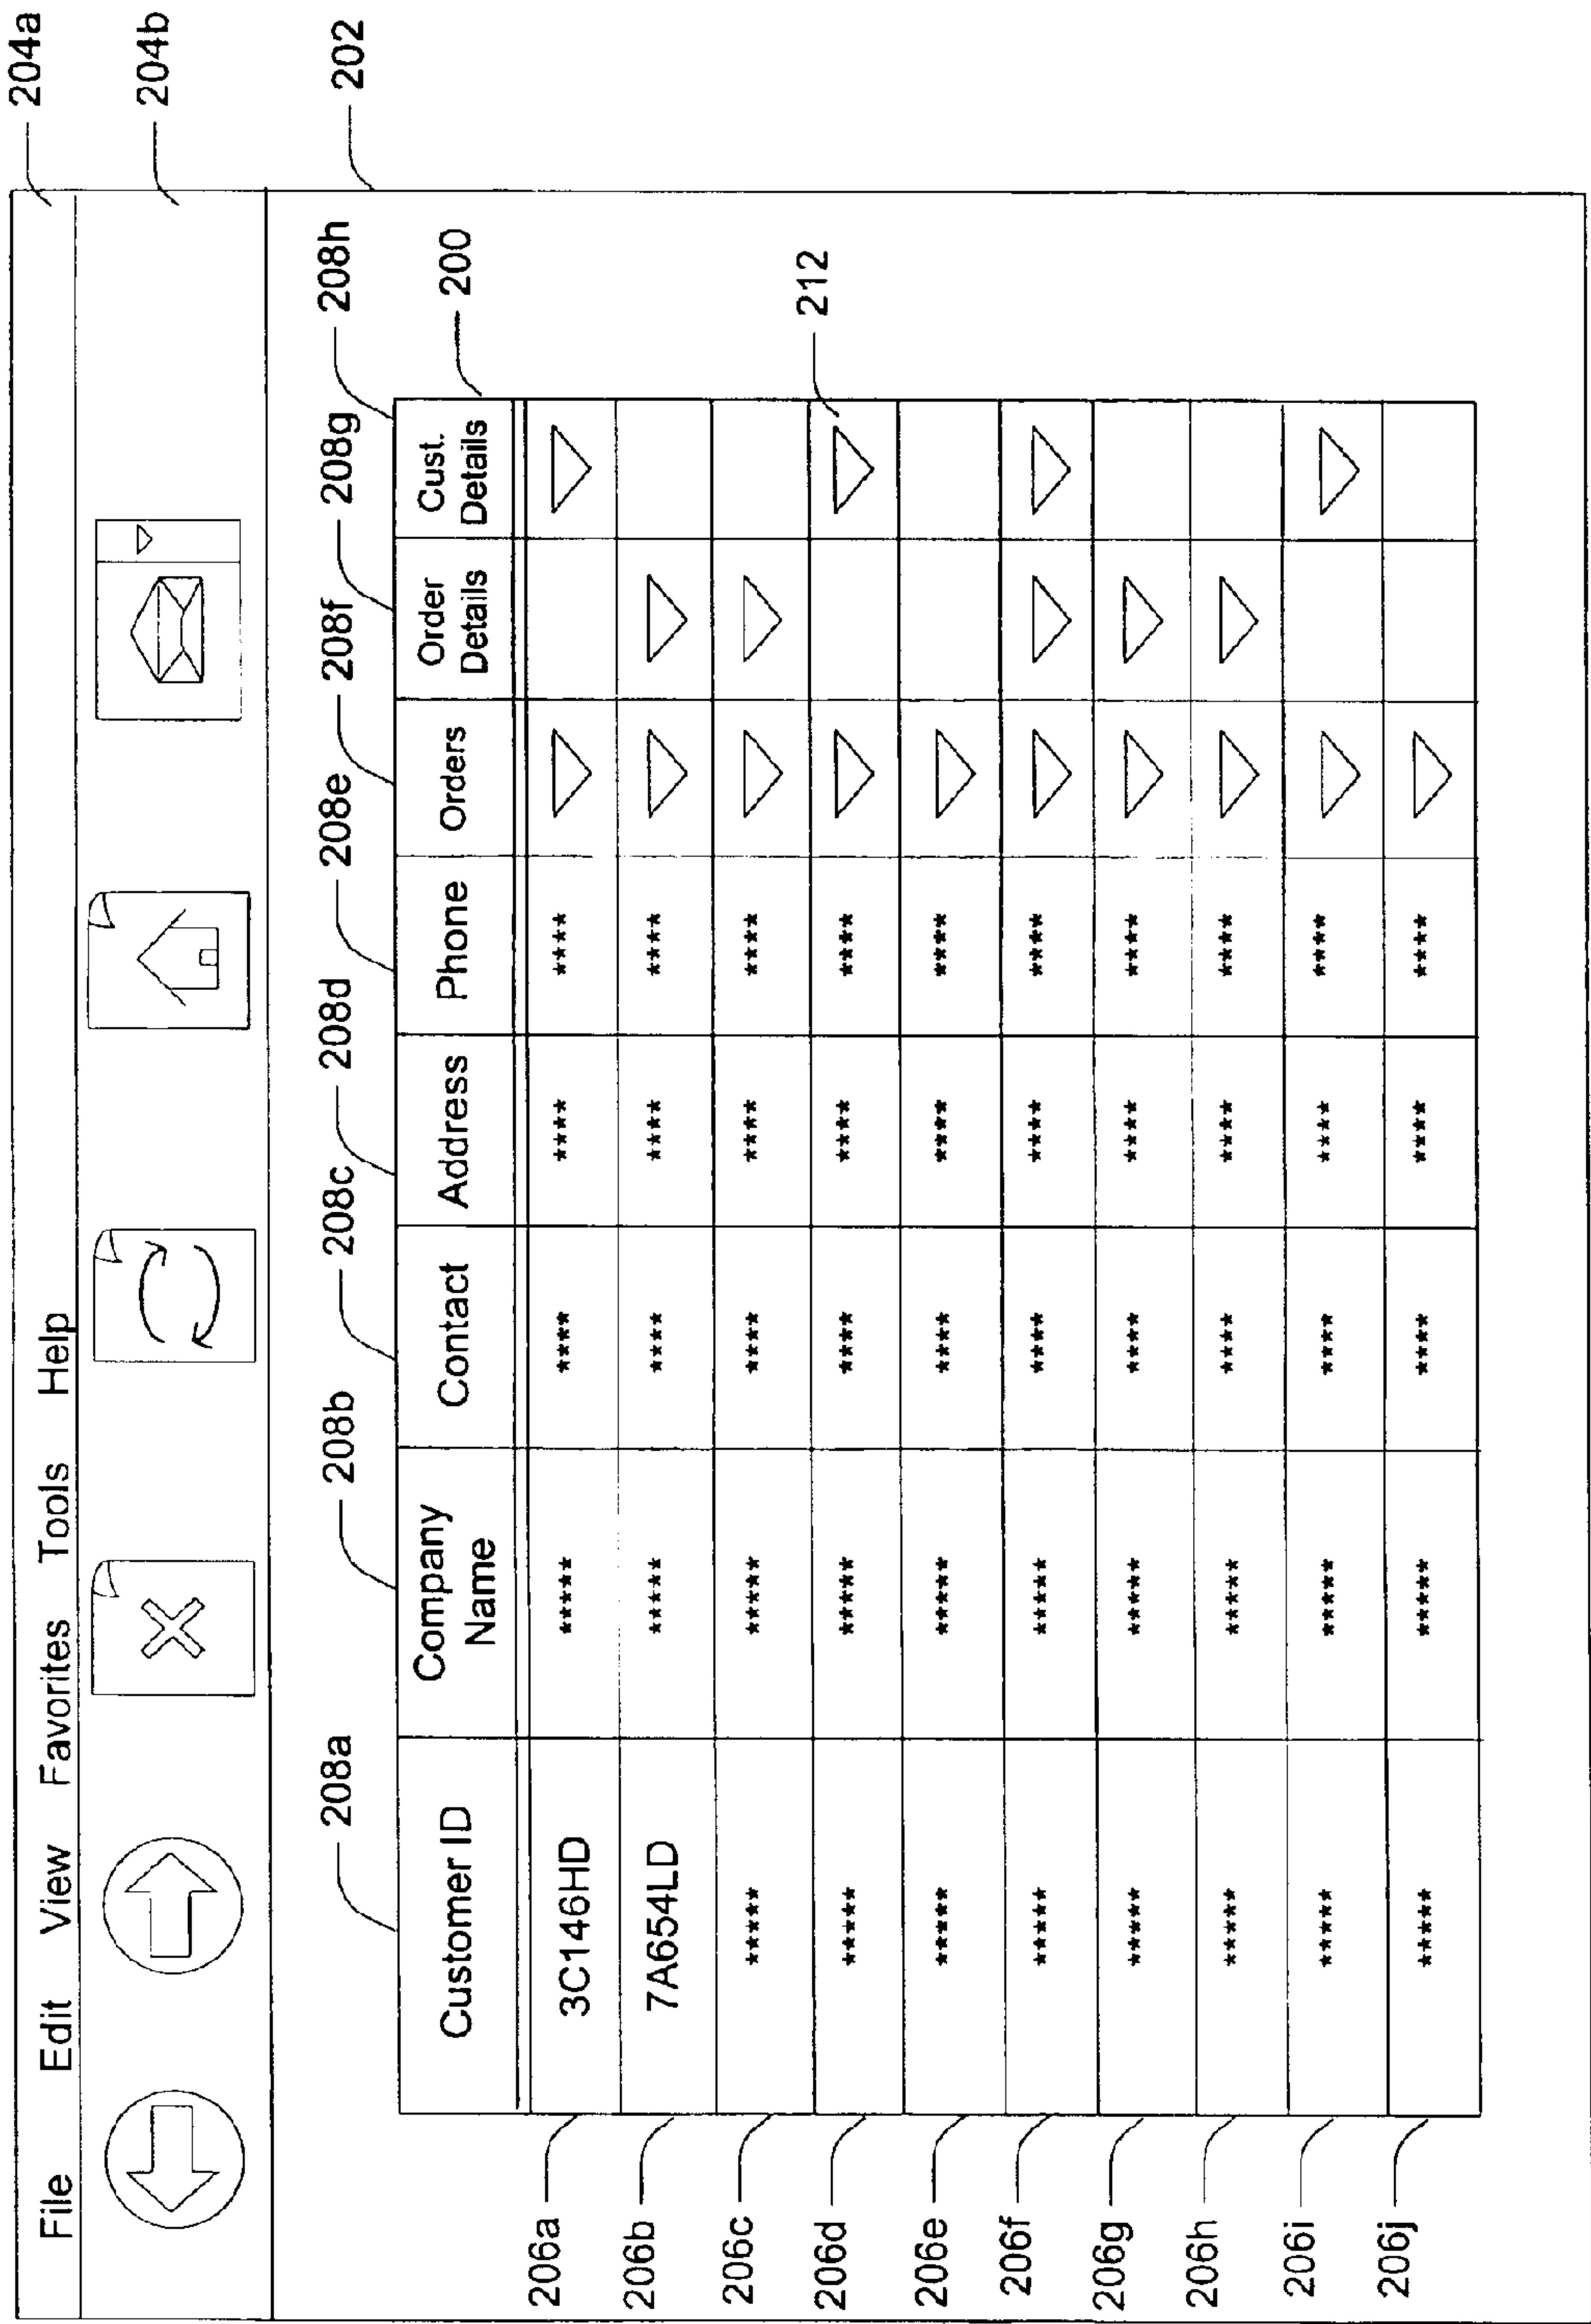 204a
File Edit View Favorites Tools Help
204b
202
208a 208b 208c 208d 208e 208f 208g 208h
Customer ID Company Name Contact Address Phone Orders Order Details Cust. Details
200
206a 3C146HD ***** **** **** ****
206b 7A654LD ***** **** **** ****
206c ***** ***** **** **** ****
206d ***** ***** **** **** **** 212
206e ***** ***** **** **** ****
206f ***** ***** **** **** ****
206g ***** ***** **** **** ****
206h ***** ***** **** **** ****
206i ***** ***** **** **** ****
206j ***** ***** **** **** ****